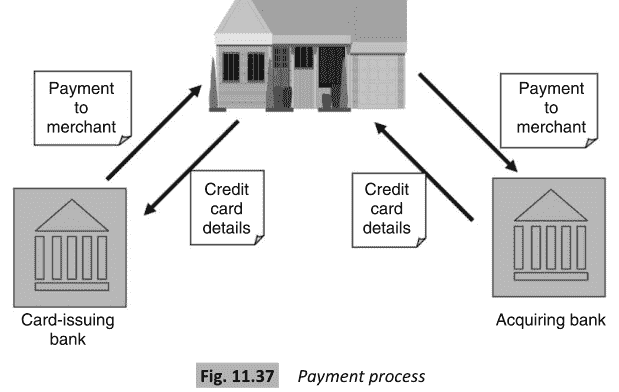 Payment
to
merchant
Payment
to
merchant
Credit
card
details
Credit
card
details
Card-issuing
bank
Acquiring bank
Fig. 11.37 Payment process